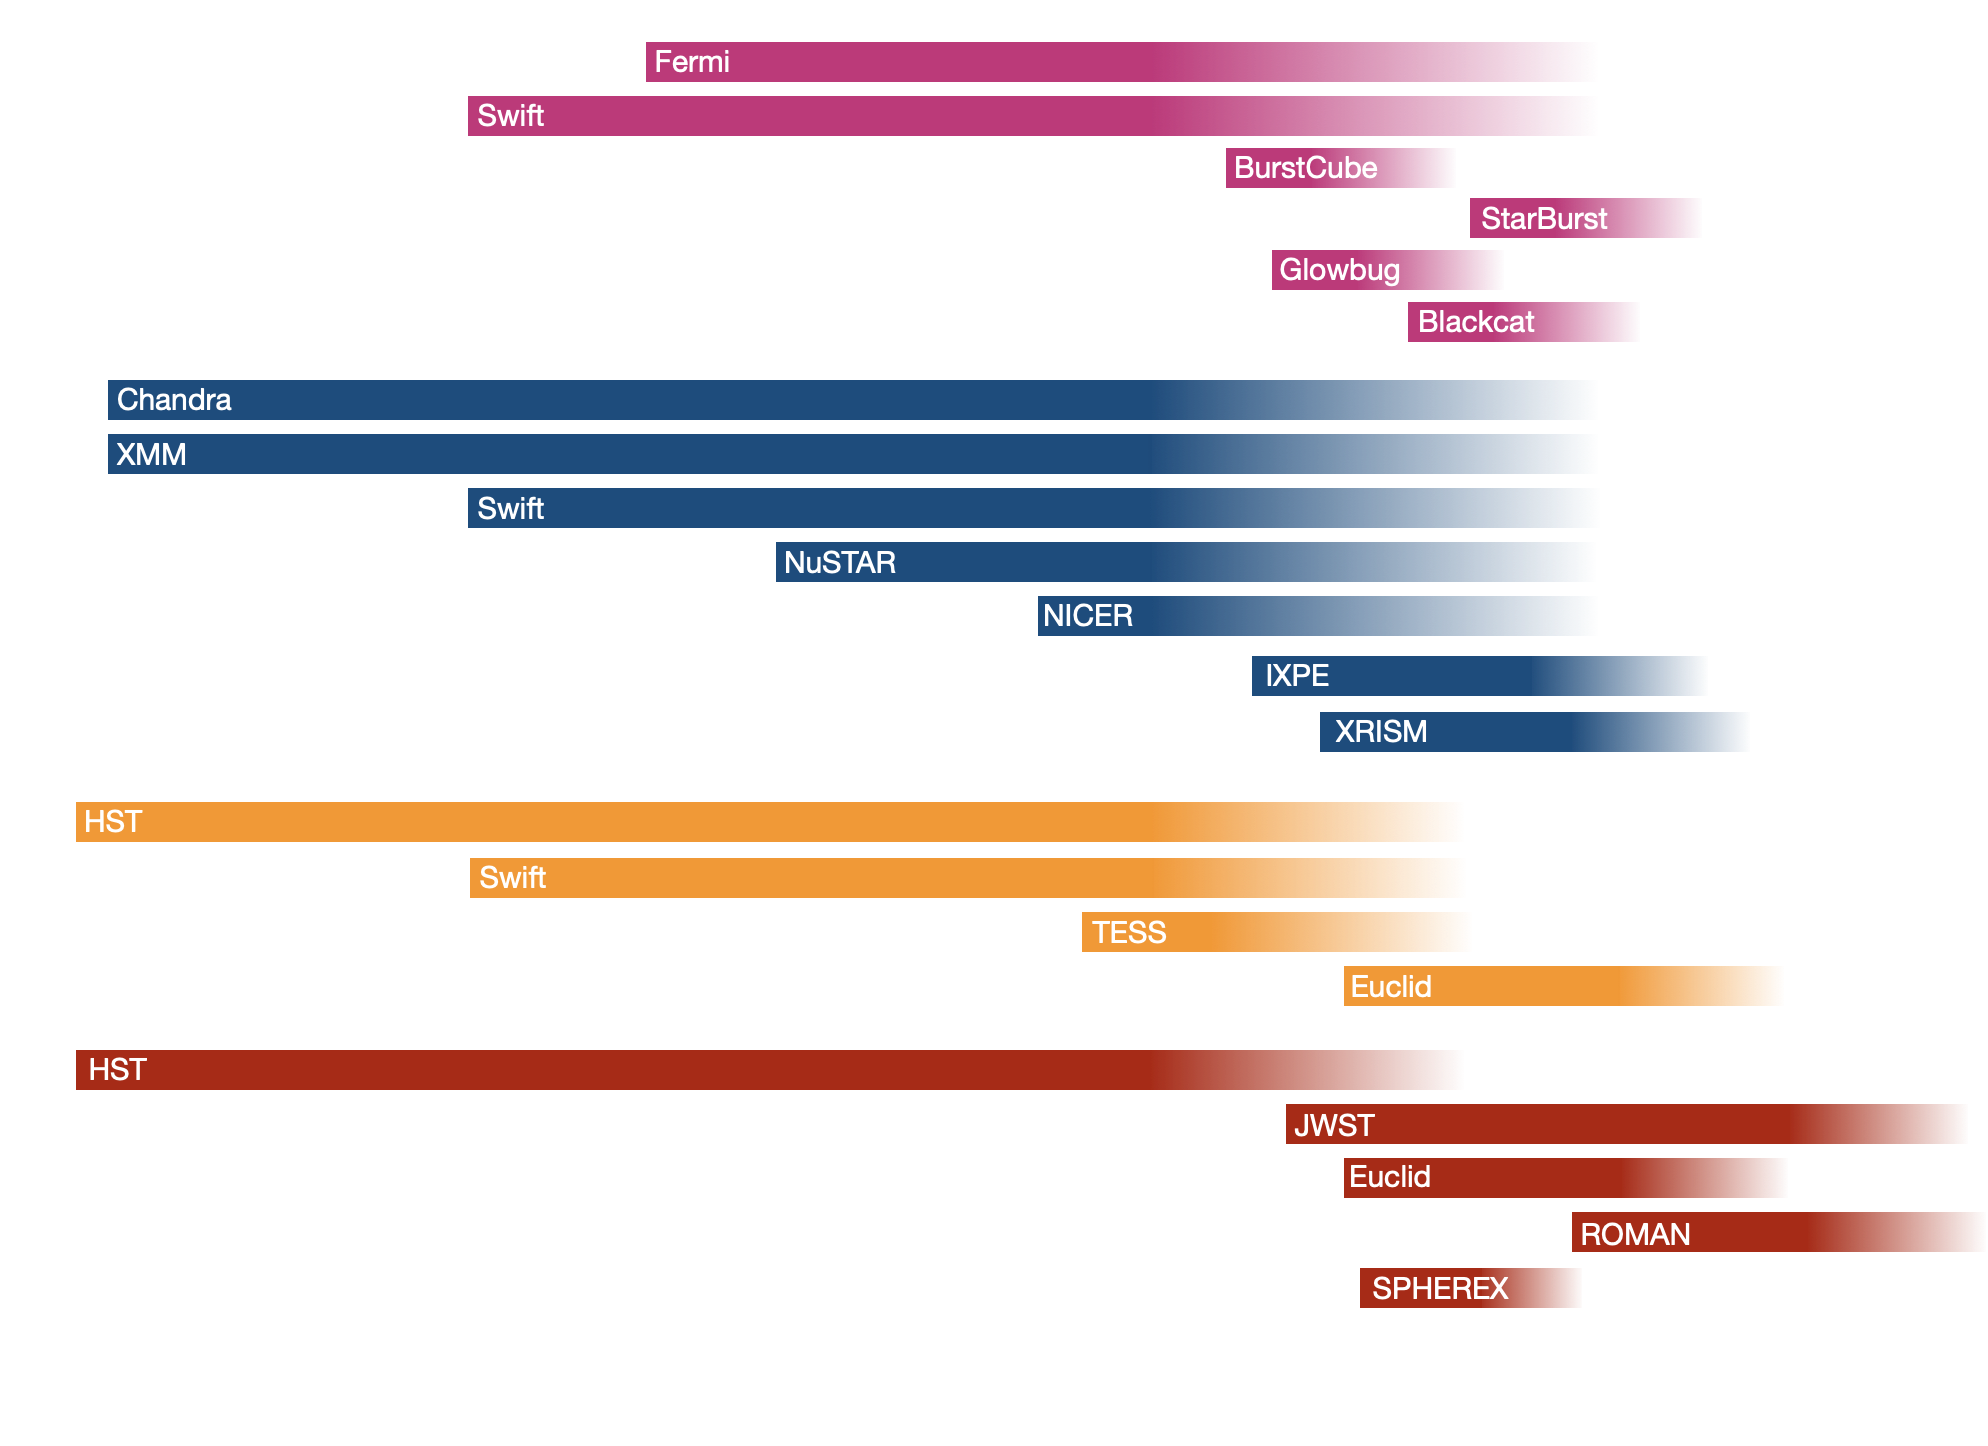 Fermi
Swift
BurstCube
StarBurst
Glowbug
Blackcat
Chandra
XMM
Swift
NuSTAR
NICER
IXPE
XRISM
HST
Swift
TESS
Euclid
HST
JWST
Euclid
ROMAN
SPHEREX